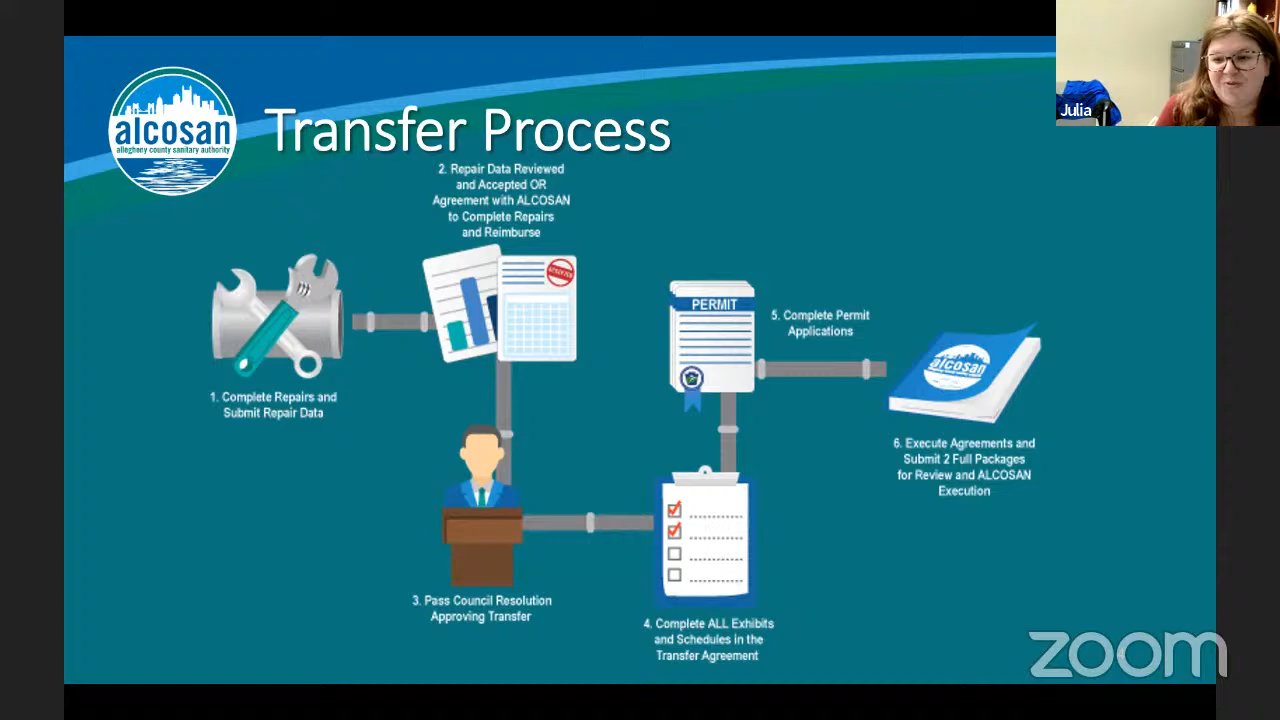 Julia
alcosan
allegheny county sanitary authority
Transfer Process
2. Repair Data Reviewed
and Accepted OR
Agreement with ALCOSAN
to Complete Repairs
and Reimburse
ACCEPTED
1. Complete Repairs and
Submit Repair Data
PERMIT
5. Complete Permit
Applications
alcosan
6. Execute Agreements and
Submit 2 Full Packages
for Review and ALCOSAN
Execution
3. Pass Council Resolution
Approving Transfer
4. Complete ALL Exhibits
and Schedules in the
Transfer Agreement
zoom